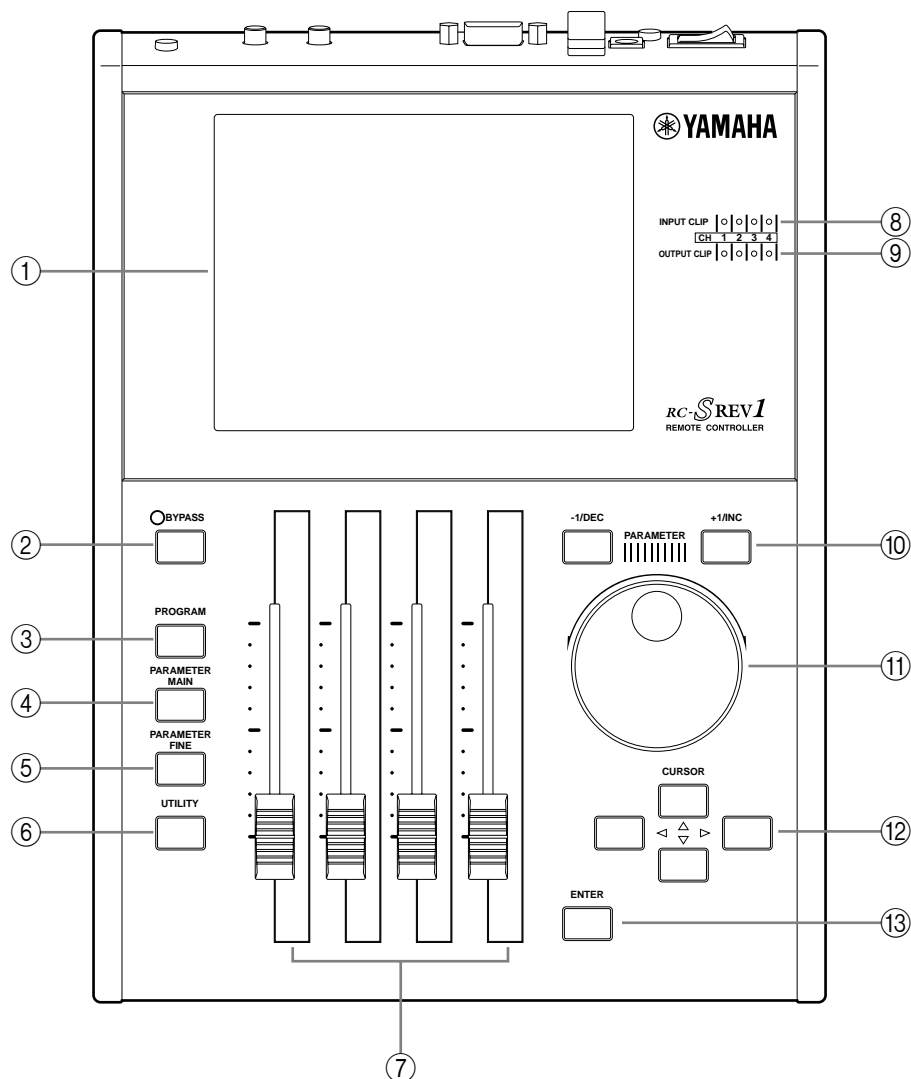 YAMAHA
INPUT CLIP
⑧
CH 1 2 3 4
OUTPUT CLIP
⑨
①
RC-SREV1
REMOTE CONTROLLER
BYPASS
②
-1/DEC
+1/INC
PARAMETER
⑩
PROGRAM
③
⑪
PARAMETER
MAIN
④
PARAMETER
FINE
⑤
CURSOR
UTILITY
⑥
⑫
ENTER
⑬
⑦